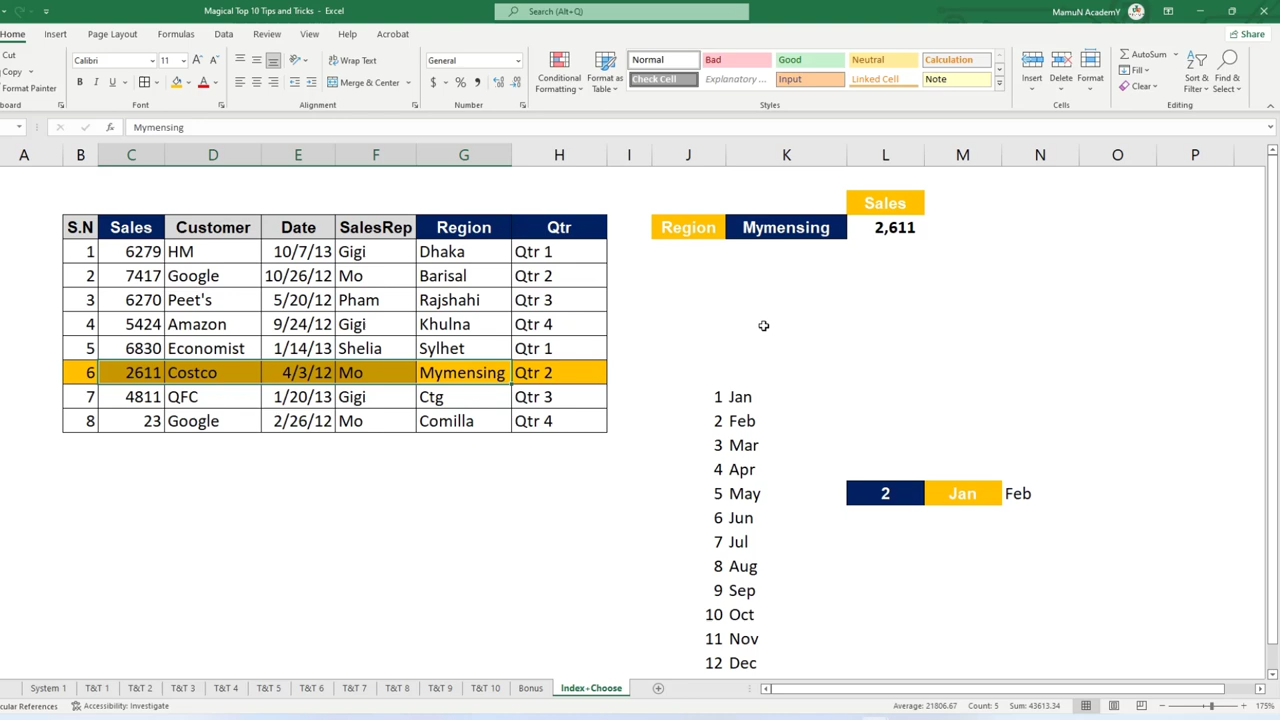 Magical Top 10 Tips and Tricks - Excel
Search (Alt+Q)
MamuN AcademY
Home Insert Page Layout Formulas Data Review View Help Acrobat
Share
Cut
Copy
Format Painter
Calibri 11
B I U
Wrap Text
Merge & Center
General
$ % 9
Conditional Formatting
Format as Table
Normal Bad Good Neutral Calculation
Check Cell Explanatory ... Input Linked Cell Note
Insert Delete Format
AutoSum
Fill
Clear
Sort & Filter
Find & Select
board Font Alignment Number Styles Cells Editing
fx Mymensing
A B C D E F G H I J K L M N O P
Sales
S.N Sales Customer Date SalesRep Region Qtr
Region Mymensing 2,611
1 6279 HM 10/7/13 Gigi Dhaka Qtr 1
2 7417 Google 10/26/12 Mo Barisal Qtr 2
3 6270 Peet's 5/20/12 Pham Rajshahi Qtr 3
4 5424 Amazon 9/24/12 Gigi Khulna Qtr 4
5 6830 Economist 1/14/13 Shelia Sylhet Qtr 1
6 2611 Costco 4/3/12 Mo Mymensing Qtr 2
7 4811 QFC 1/20/13 Gigi Ctg Qtr 3
8 23 Google 2/26/12 Mo Comilla Qtr 4
1 Jan
2 Feb
3 Mar
4 Apr
5 May
6 Jun
7 Jul
8 Aug
9 Sep
10 Oct
11 Nov
12 Dec
2 Jan Feb
System 1 T&T 1 T&T 2 T&T 3 T&T 4 T&T 5 T&T 6 T&T 7 T&T 8 T&T 9 T&T 10 Bonus Index+Choose
cular References Accessibility: Investigate
Average: 21806.67 Count: 5 Sum: 43613.34
175%